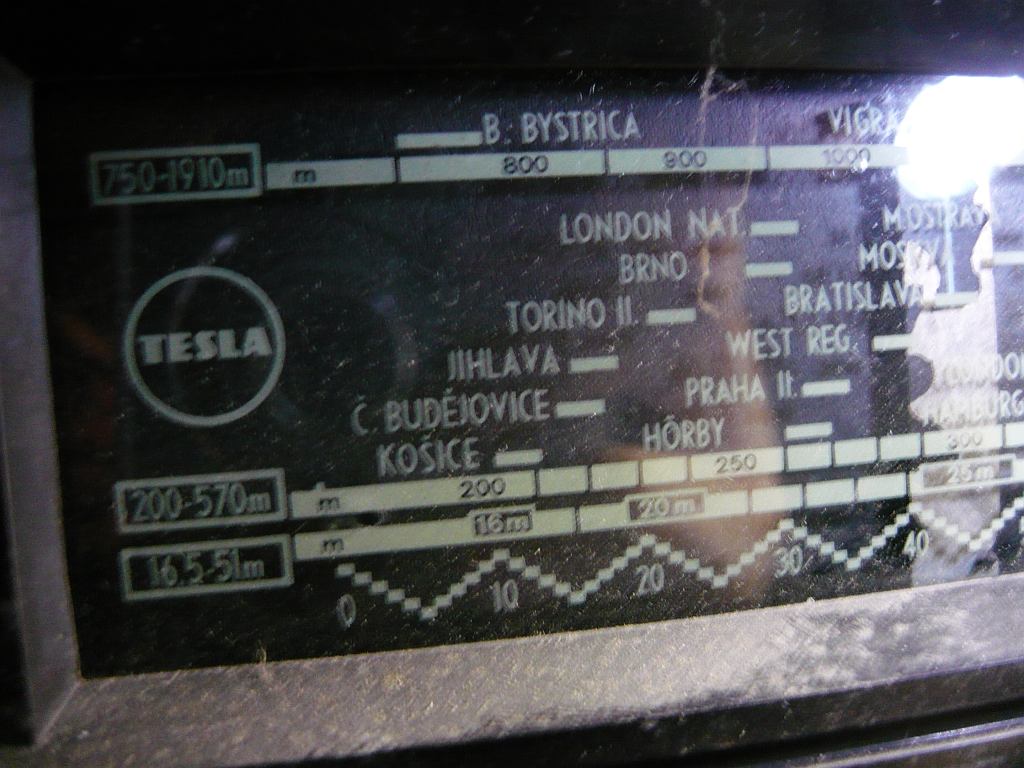 B. BYSTRICA
750-1910m m 800 900 1000
LONDON NAT.
BRNO
TORINO II.
BRATISLAVA
TESLA
WEST REG.
JIHLAVA
PRAHA II.
Č. BUDĚJOVICE
HÖRBY HAMBURG
KOŠICE
200-570m m 200 250 300
16.5-51m m 16m 20m 25m
0 10 20 30 40